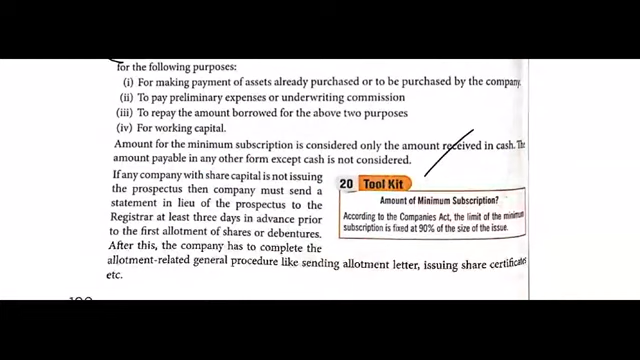 for the following purposes:
(i) For making payment of assets already purchased or to be purchased by the company.
(ii) To pay preliminary expenses or underwriting commission
(iii) To repay the amount borrowed for the above two purposes
(iv) For working capital.
Amount for the minimum subscription is considered only the amount received in cash. The
amount payable in any other form except cash is not considered.
If any company with share capital is not issuing
the prospectus then company must send a
statement in lieu of the prospectus to the
Registrar at least three days in advance prior
to the first allotment of shares or debentures.
After this, the company has to complete the
20 Tool Kit
Amount of Minimum Subscription?
According to the Companies Act, the limit of the minimum
subscription is fixed at 90% of the size of the issue.
allotment-related general procedure like sending allotment letter, issuing share certificates
etc.